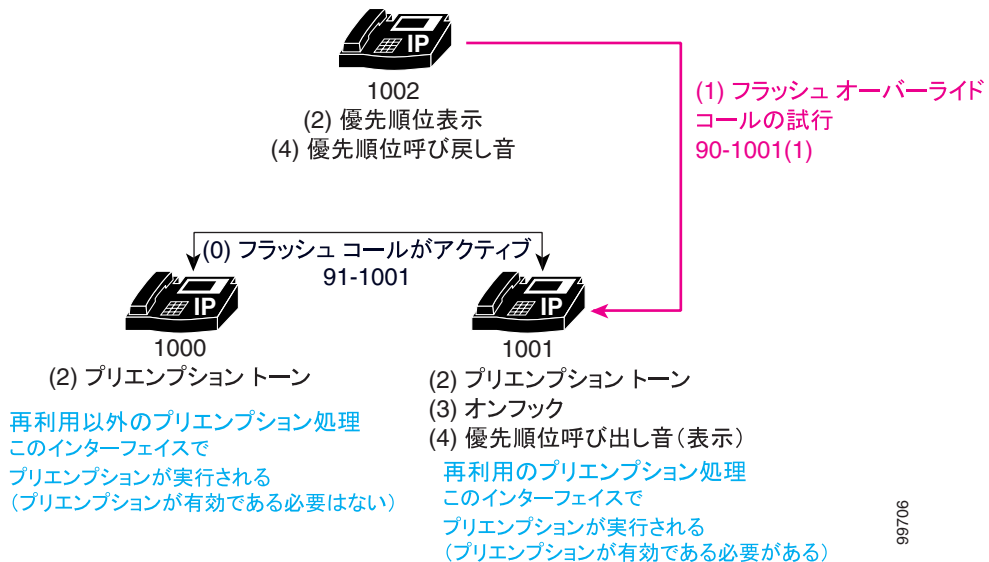 IP
1002
(2) 優先順位表示
(4) 優先順位呼び戻し音
(1) フラッシュ オーバーライド
コールの試行
90-1001(1)
(0) フラッシュ コールがアクティブ
91-1001
IP
1000
(2) プリエンプション トーン
再利用以外のプリエンプション処理
このインターフェイスで
プリエンプションが実行される
(プリエンプションが有効である必要はない)
IP
1001
(2) プリエンプション トーン
(3) オンフック
(4) 優先順位呼び出し音(表示)
再利用のプリエンプション処理
このインターフェイスで
プリエンプションが実行される
(プリエンプションが有効である必要がある)
99706